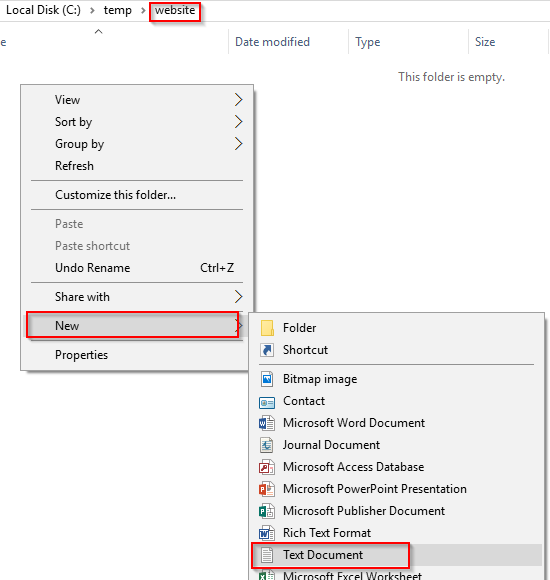 Local Disk (C:) temp website
e Date modified Type Size
This folder is empty.
View
Sort by
Group by
Refresh
Customize this folder...
Paste
Paste shortcut
Undo Rename Ctrl+Z
Share with
New
Properties
Folder
Shortcut
Bitmap image
Contact
Microsoft Word Document
Journal Document
Microsoft Access Database
Microsoft PowerPoint Presentation
Microsoft Publisher Document
Rich Text Format
Text Document
Microsoft Excel Worksheet